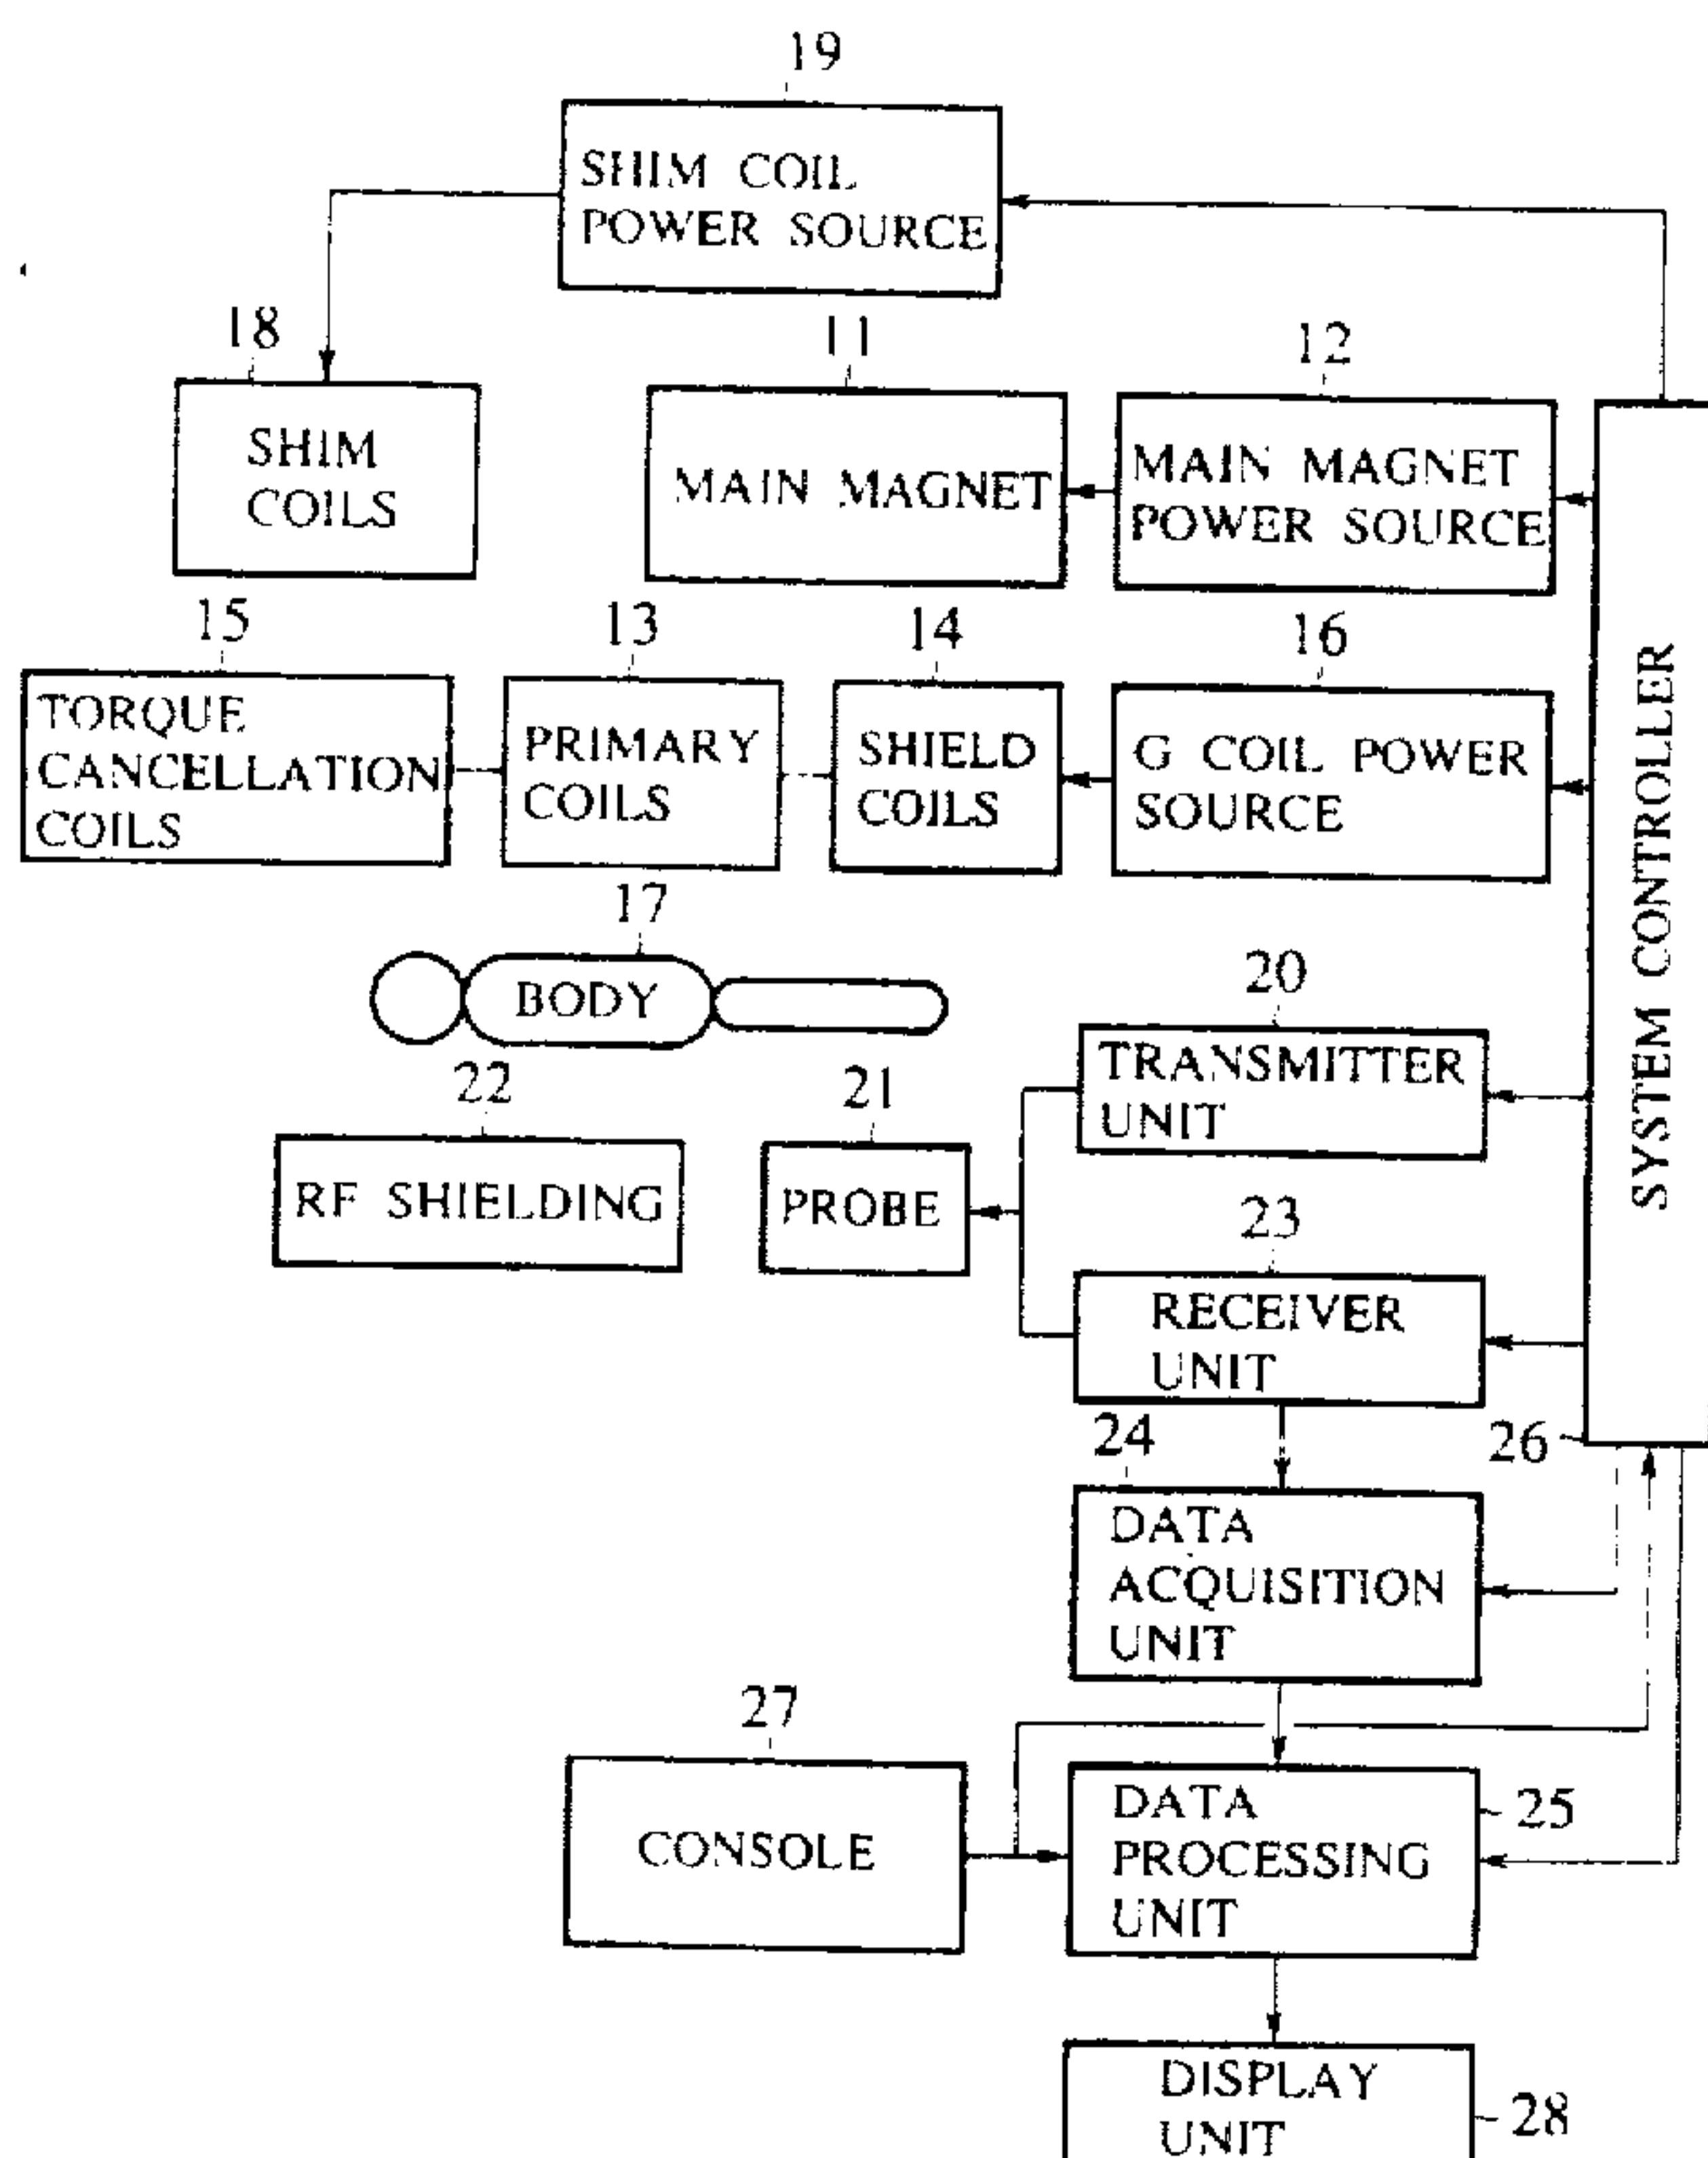 19
SHIM COIL
POWER SOURCE
18
SHIM
COILS
11
MAIN MAGNET
12
MAIN MAGNET
POWER SOURCE
15
TORQUE
CANCELLATION
COILS
13
PRIMARY
COILS
14
SHIELD
COILS
16
G COIL POWER
SOURCE
SYSTEM CONTROLLER
17
BODY
20
TRANSMITTER
UNIT
22
RF SHIELDING
21
PROBE
23
RECEIVER
UNIT
26
24
DATA
ACQUISITION
UNIT
27
CONSOLE
DATA
PROCESSING
UNIT
25
DISPLAY
UNIT
28